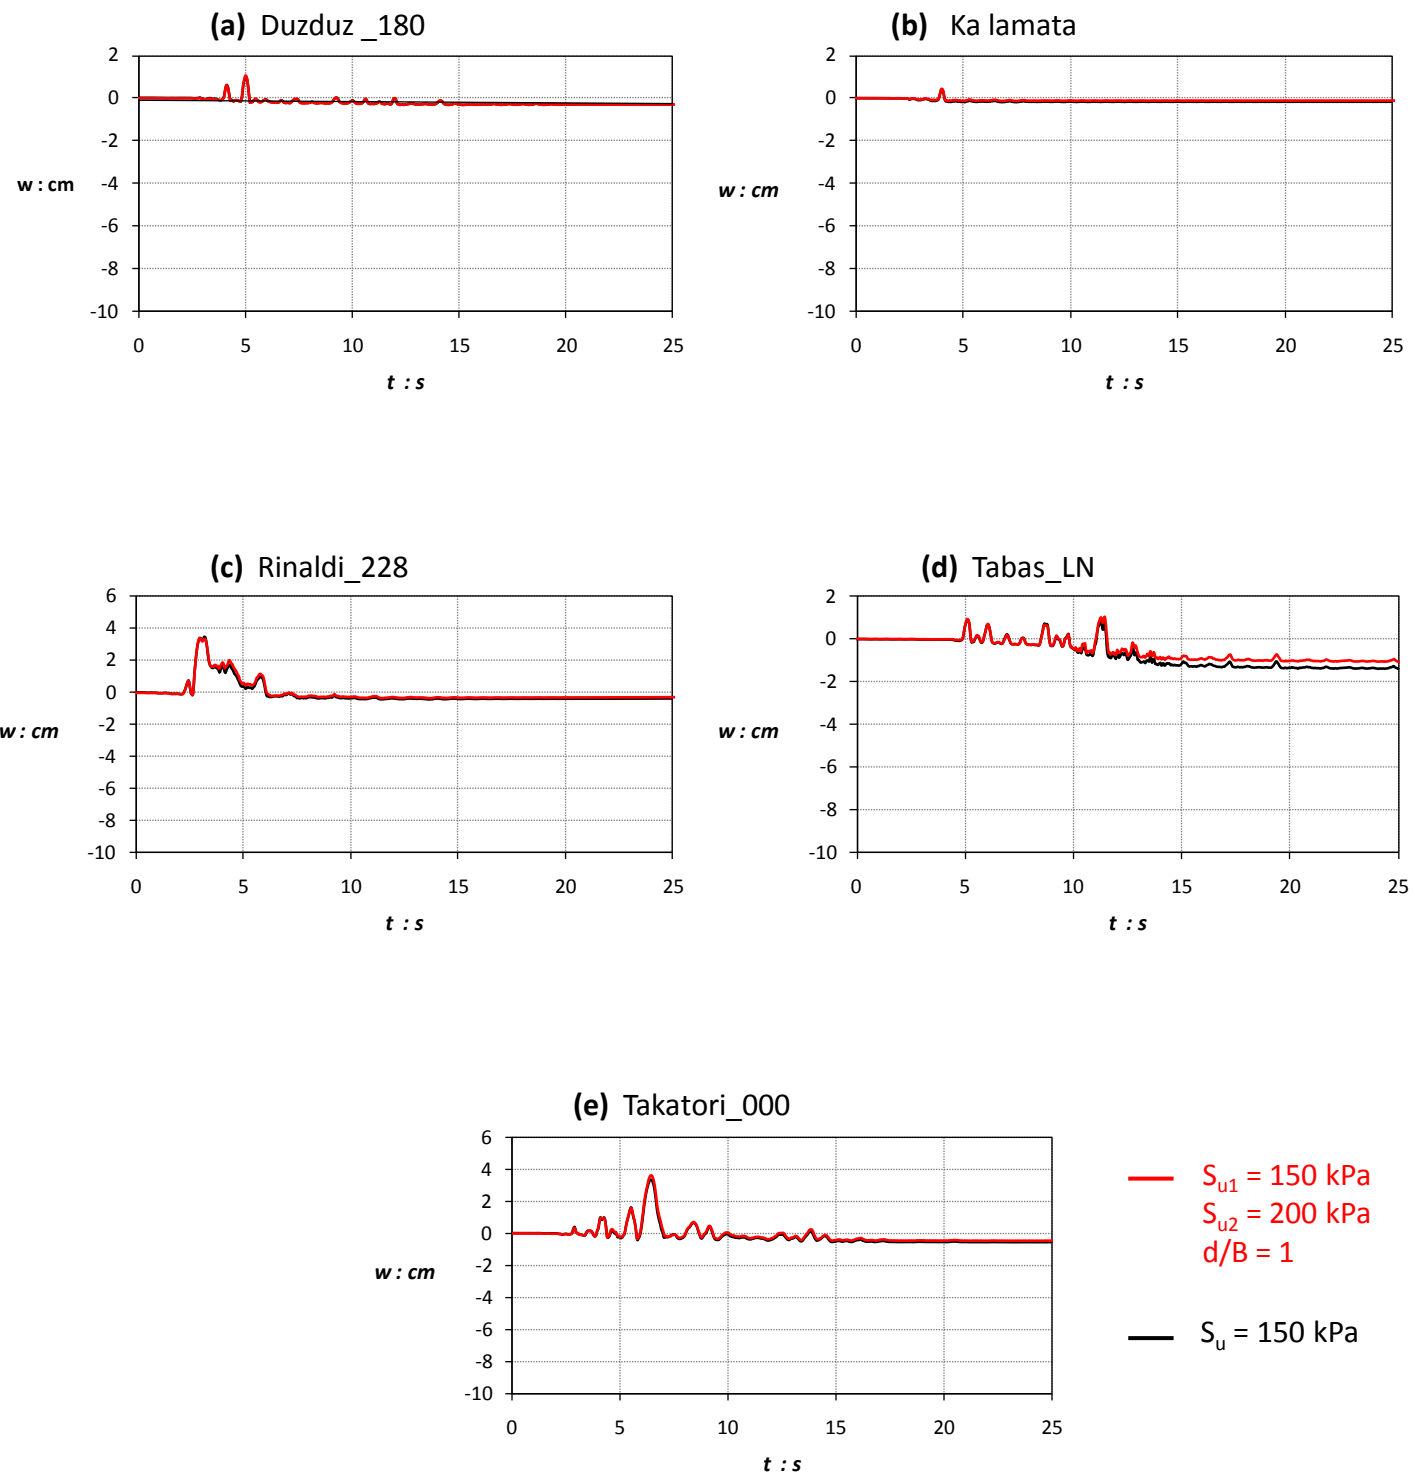 (a) Duzduz _180
2
0
-2
-4
-6
-8
-10
w : cm
0 5 10 15 20 25
t : s
(b) Ka lamata
2
0
-2
-4
-6
-8
-10
w : cm
0 5 10 15 20 25
t : s
(c) Rinaldi_228
6
4
2
0
-2
-4
-6
-8
-10
w : cm
0 5 10 15 20 25
t : s
(d) Tabas_LN
2
0
-2
-4
-6
-8
-10
w : cm
0 5 10 15 20 25
t : s
(e) Takatori_000
6
4
2
0
-2
-4
-6
-8
-10
w : cm
0 5 10 15 20 25
t : s
Su1 = 150 kPa
Su2 = 200 kPa
d/B = 1
Su = 150 kPa